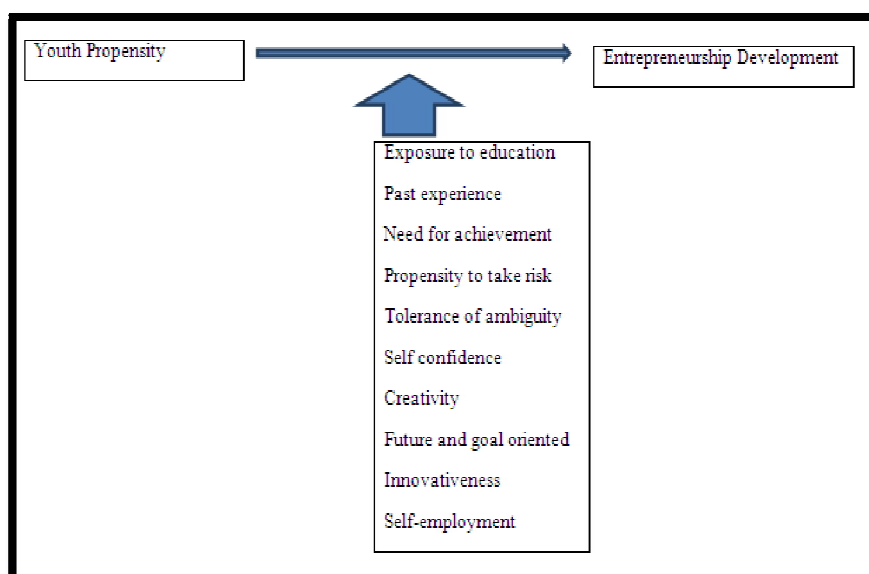 Youth Propensity
Entrepreneurship Development
Exposure to education
Past experience
Need for achievement
Propensity to take risk
Tolerance of ambiguity
Self confidence
Creativity
Future and goal oriented
Innovativeness
Self-employment